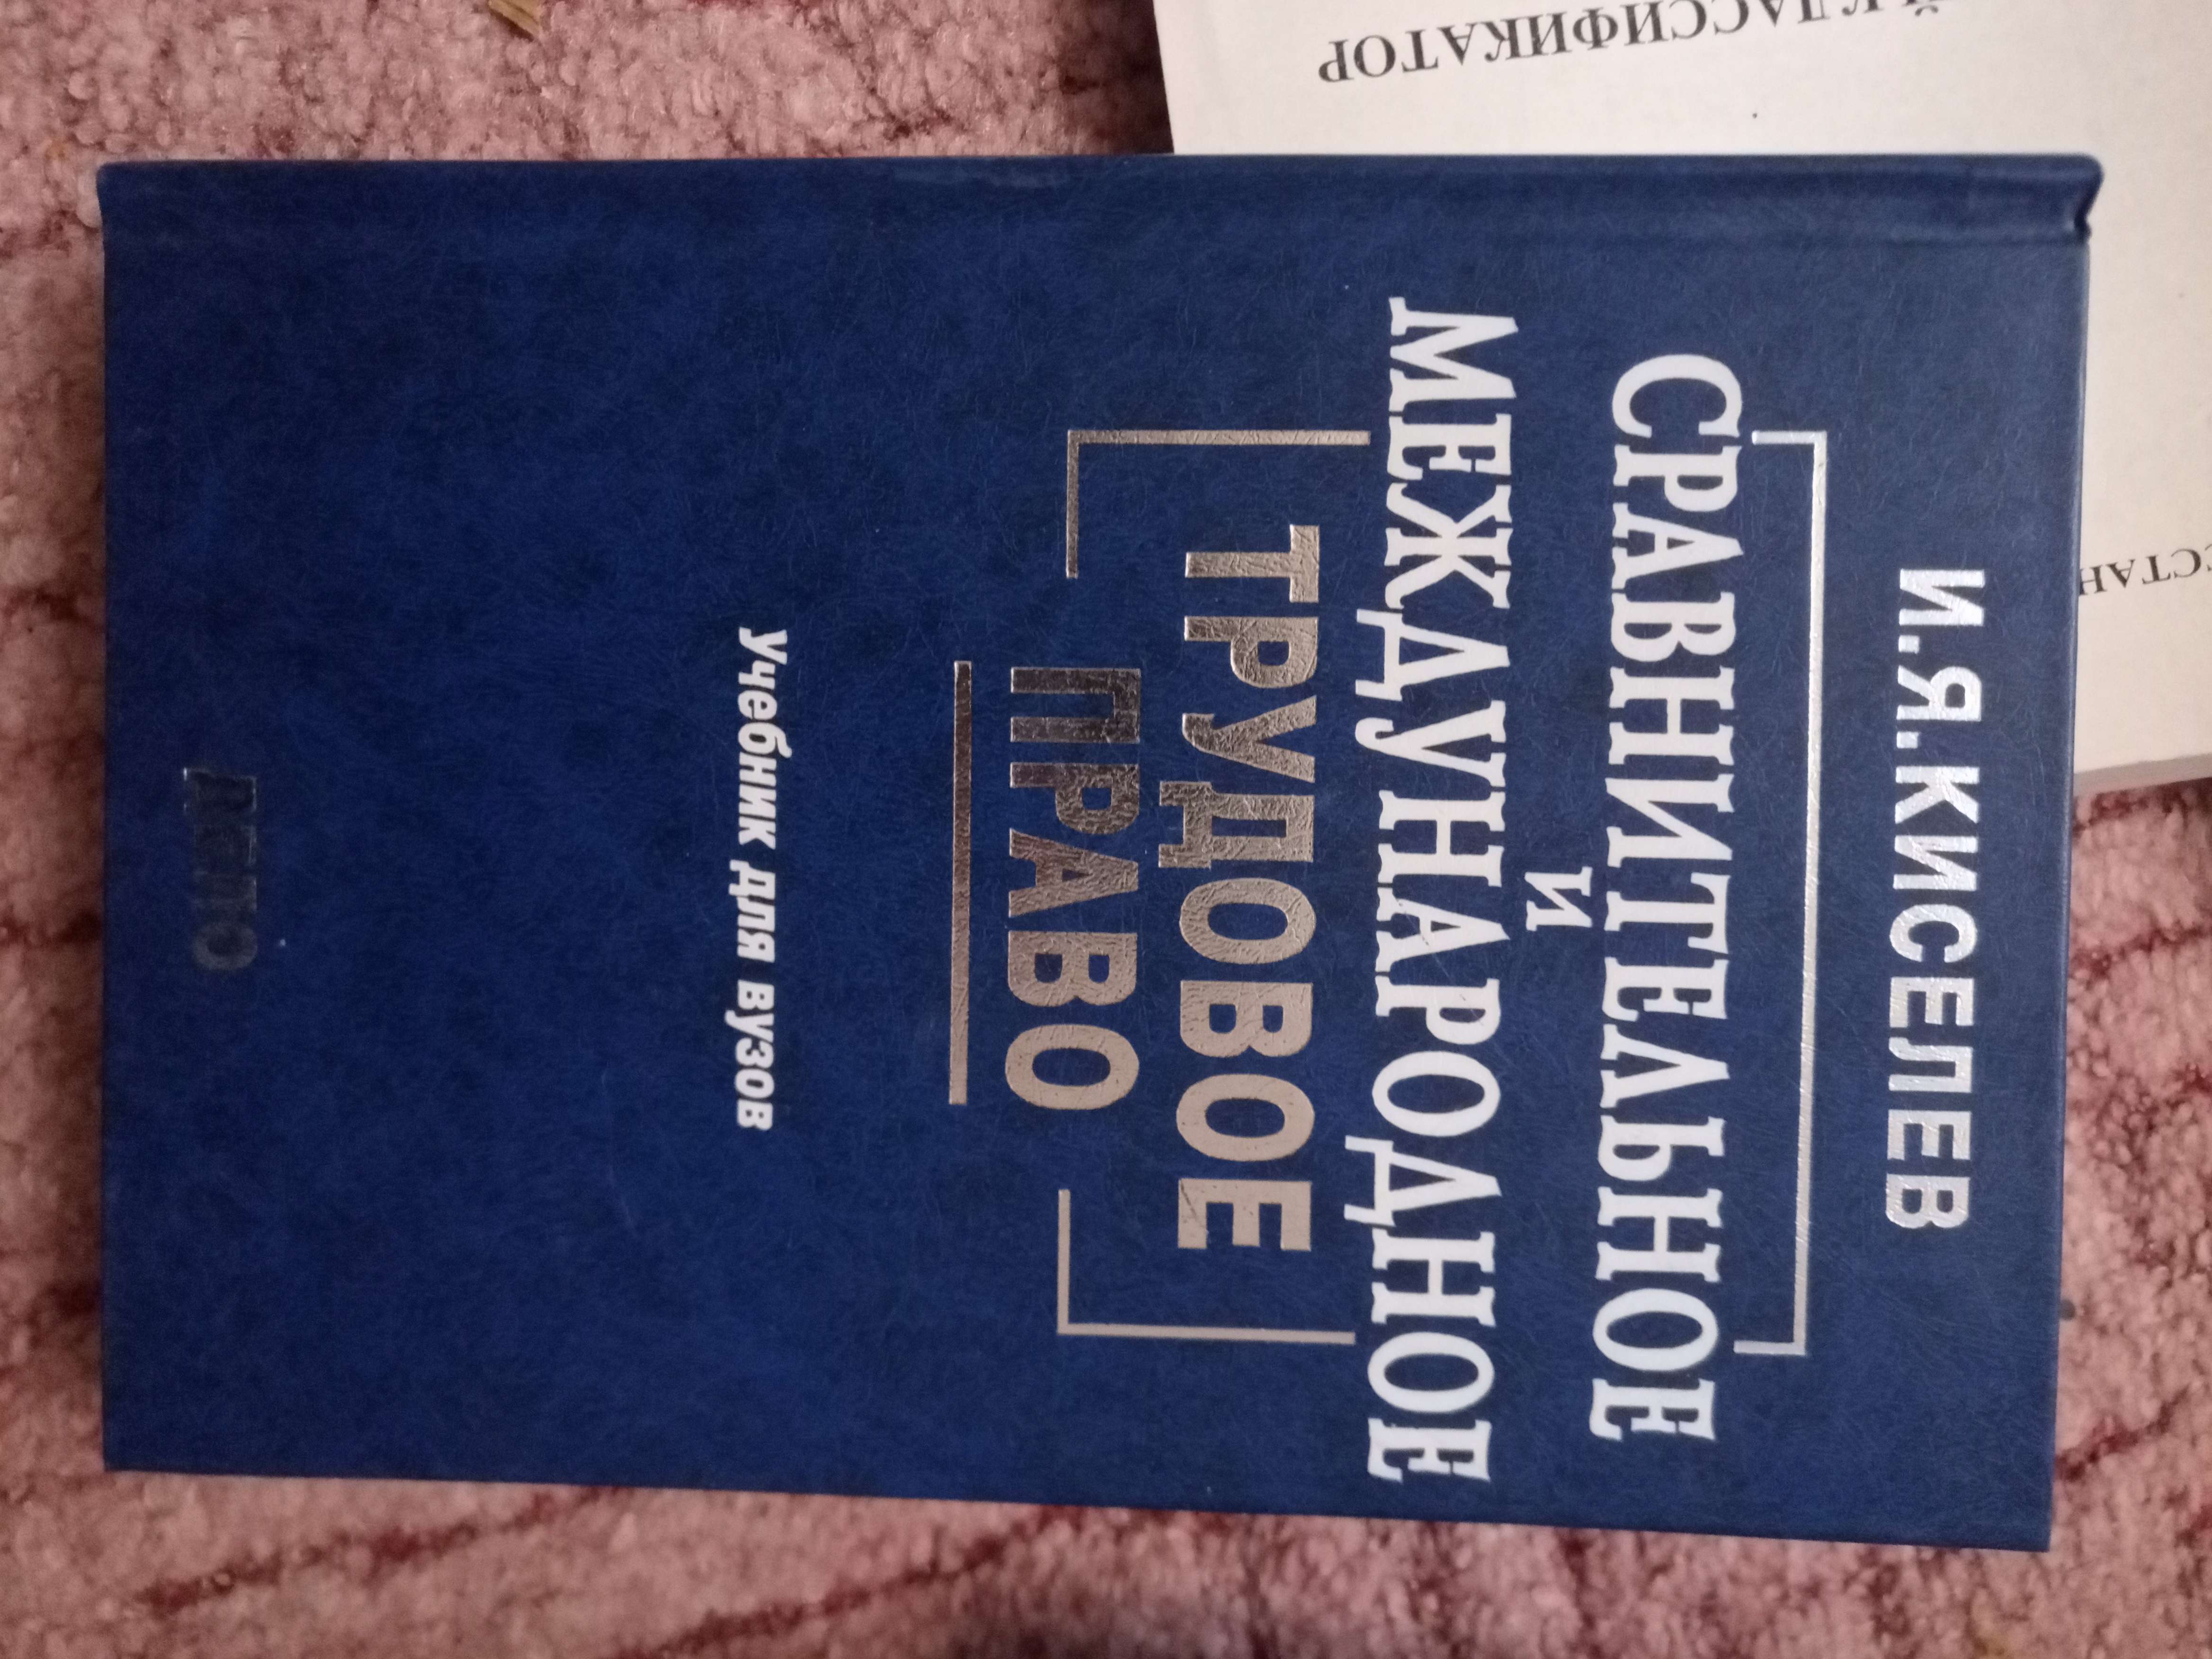 И.Я.КИСЕЛЕВ
СРАВНИТЕЛЬНОЕ
И
МЕЖДУНАРОДНОЕ
ТРУДОВОЕ
ПРАВО
Учебник для вузов
ДЕЛО
КЛАССИФИКАТОР